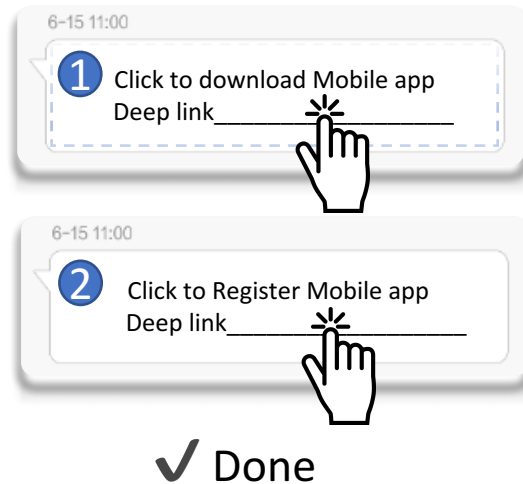 6-15 11:00
1 Click to download Mobile app
Deep link__________________
6-15 11:00
2 Click to Register Mobile app
Deep link__________________
✓ Done